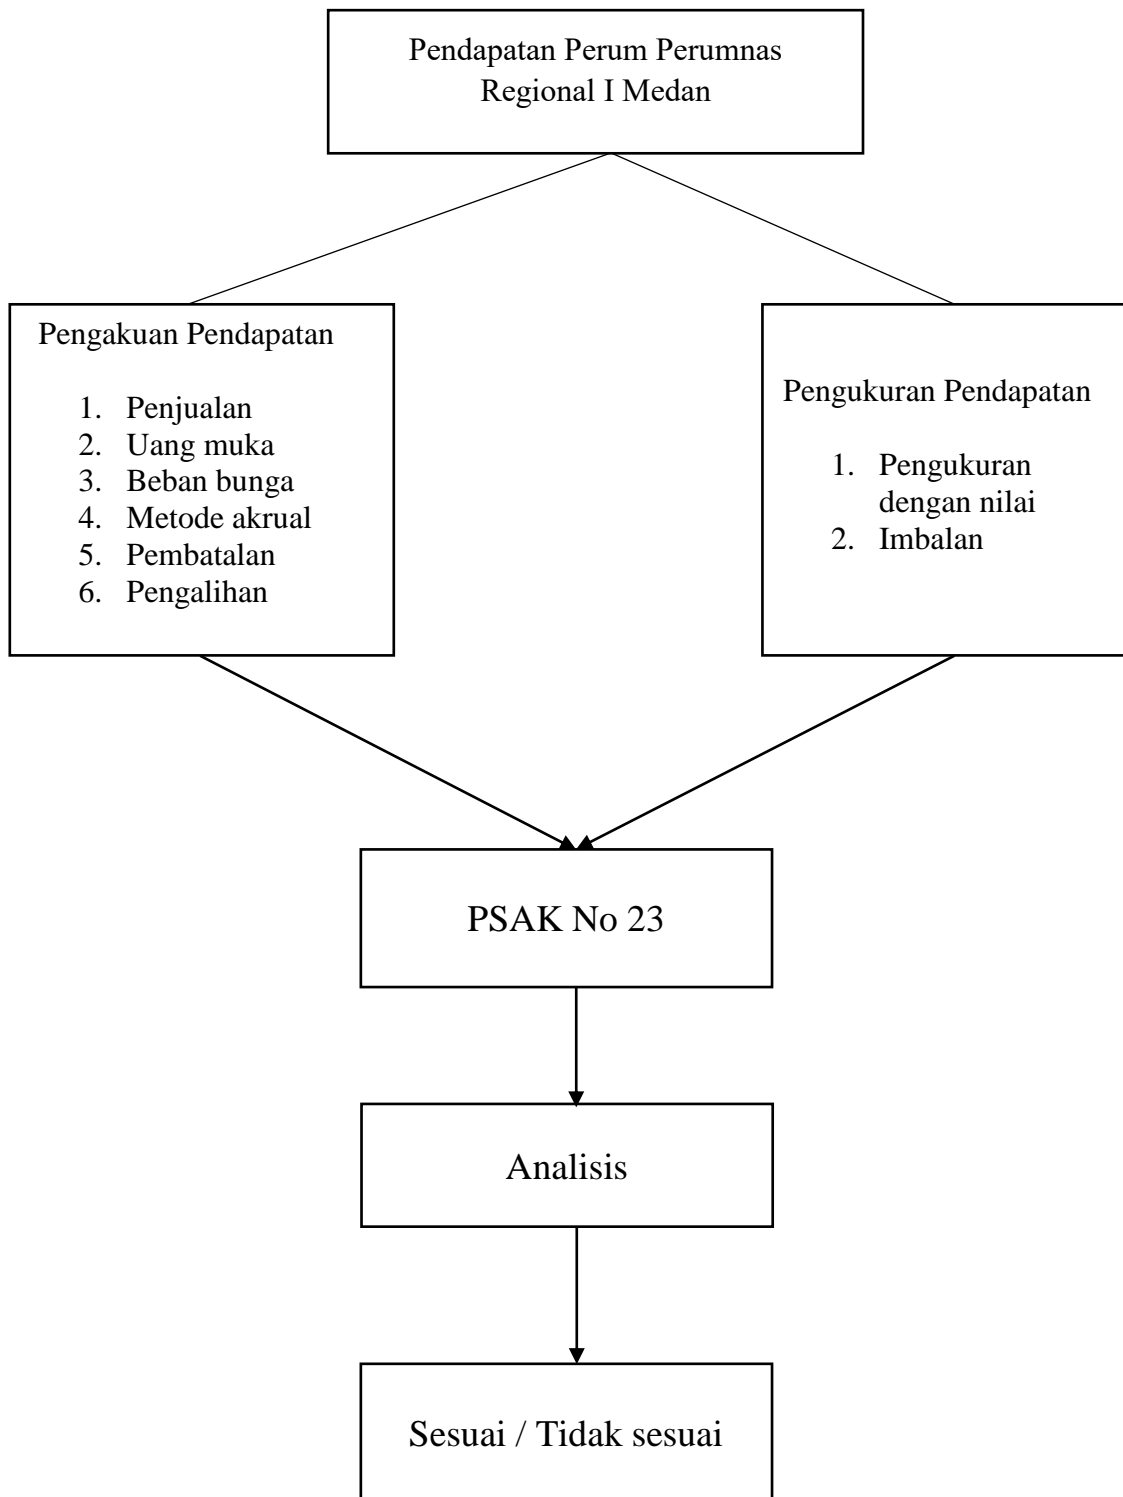 Pendapatan Perum Perumnas
Regional I Medan
Pengakuan Pendapatan
1. Penjualan
2. Uang muka
3. Beban bunga
4. Metode akrual
5. Pembatalan
6. Pengalihan
Pengukuran Pendapatan
1. Pengukuran
dengan nilai
2. Imbalan
PSAK No 23
Analisis
Sesuai / Tidak sesuai